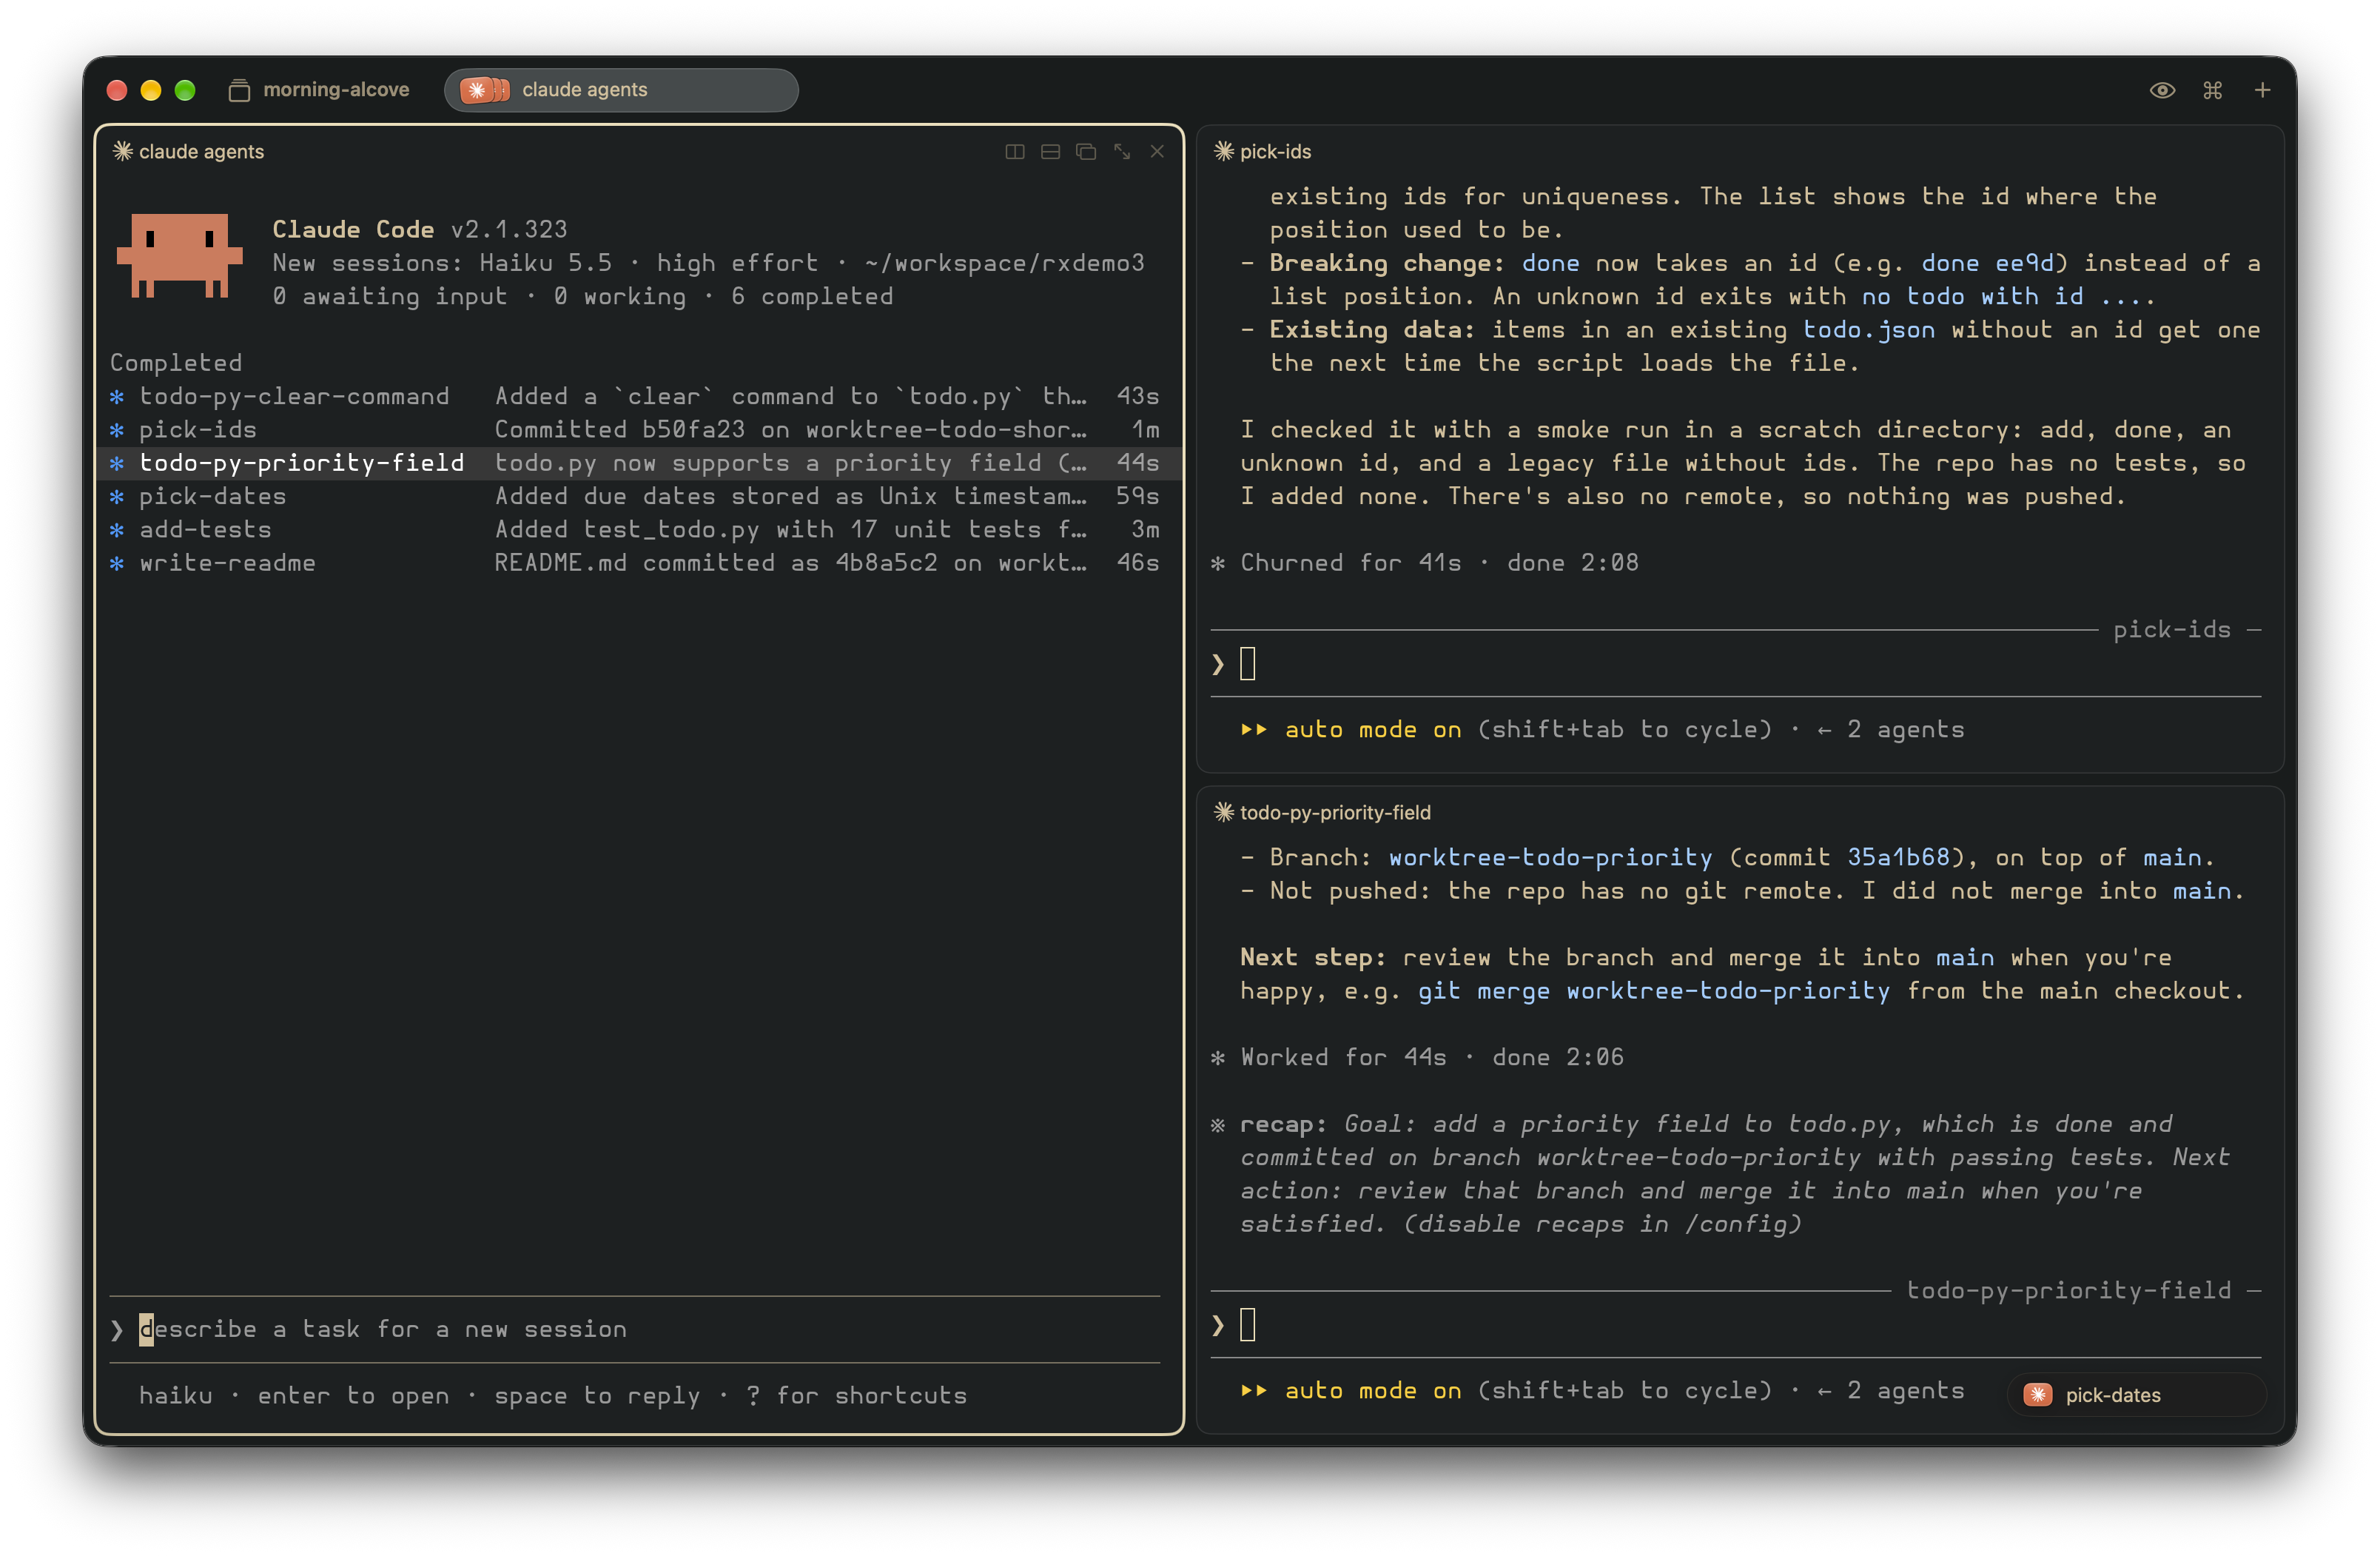 morning-alcove
claude agents
claude agents
Claude Code v2.1.323
New sessions: Haiku 5.5 · high effort · ~/workspace/rxdemo3
0 awaiting input · 0 working · 6 completed
Completed
✻ todo-py-clear-command Added a `clear` command to `todo.py` th… 43s
✻ pick-ids Committed b50fa23 on worktree-todo-shor… 1m
✻ todo-py-priority-field todo.py now supports a priority field (… 44s
✻ pick-dates Added due dates stored as Unix timestam… 59s
✻ add-tests Added test_todo.py with 17 unit tests f… 3m
✻ write-readme README.md committed as 4b8a5c2 on workt… 46s
❯ describe a task for a new session
haiku · enter to open · space to reply · ? for shortcuts
pick-ids
existing ids for uniqueness. The list shows the id where the
position used to be.
- Breaking change: done now takes an id (e.g. done ee9d) instead of a
list position. An unknown id exits with no todo with id ....
- Existing data: items in an existing todo.json without an id get one
the next time the script loads the file.
I checked it with a smoke run in a scratch directory: add, done, an
unknown id, and a legacy file without ids. The repo has no tests, so
I added none. There's also no remote, so nothing was pushed.
✻ Churned for 41s · done 2:08
pick-ids
❯
⏵⏵ auto mode on (shift+tab to cycle) · ← 2 agents
todo-py-priority-field
- Branch: worktree-todo-priority (commit 35a1b68), on top of main.
- Not pushed: the repo has no git remote. I did not merge into main.
Next step: review the branch and merge it into main when you're
happy, e.g. git merge worktree-todo-priority from the main checkout.
✻ Worked for 44s · done 2:06
※ recap: Goal: add a priority field to todo.py, which is done and
committed on branch worktree-todo-priority with passing tests. Next
action: review that branch and merge it into main when you're
satisfied. (disable recaps in /config)
todo-py-priority-field
❯
⏵⏵ auto mode on (shift+tab to cycle) · ← 2 agents
pick-dates